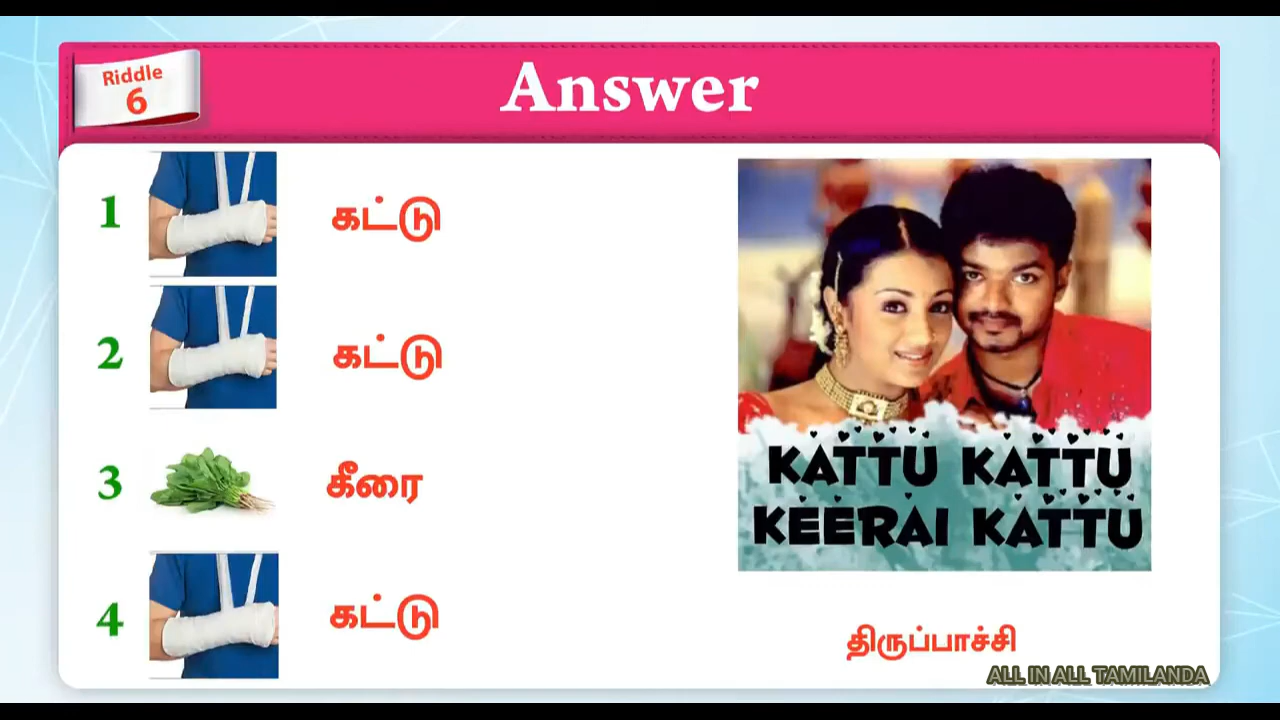 Riddle
6
Answer
1 கட்டு
2 கட்டு
3 கீரை
4 கட்டு
KATTU KATTU
KEERAI KATTU
திருப்பாச்சி
ALL IN ALL TAMILANDA